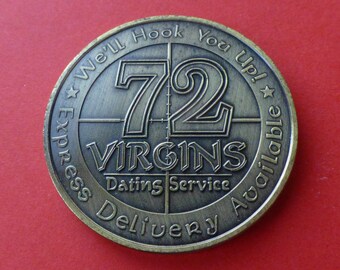 We'll Hook You Up!
72
VIRGINS
Dating Service
Express Delivery Available